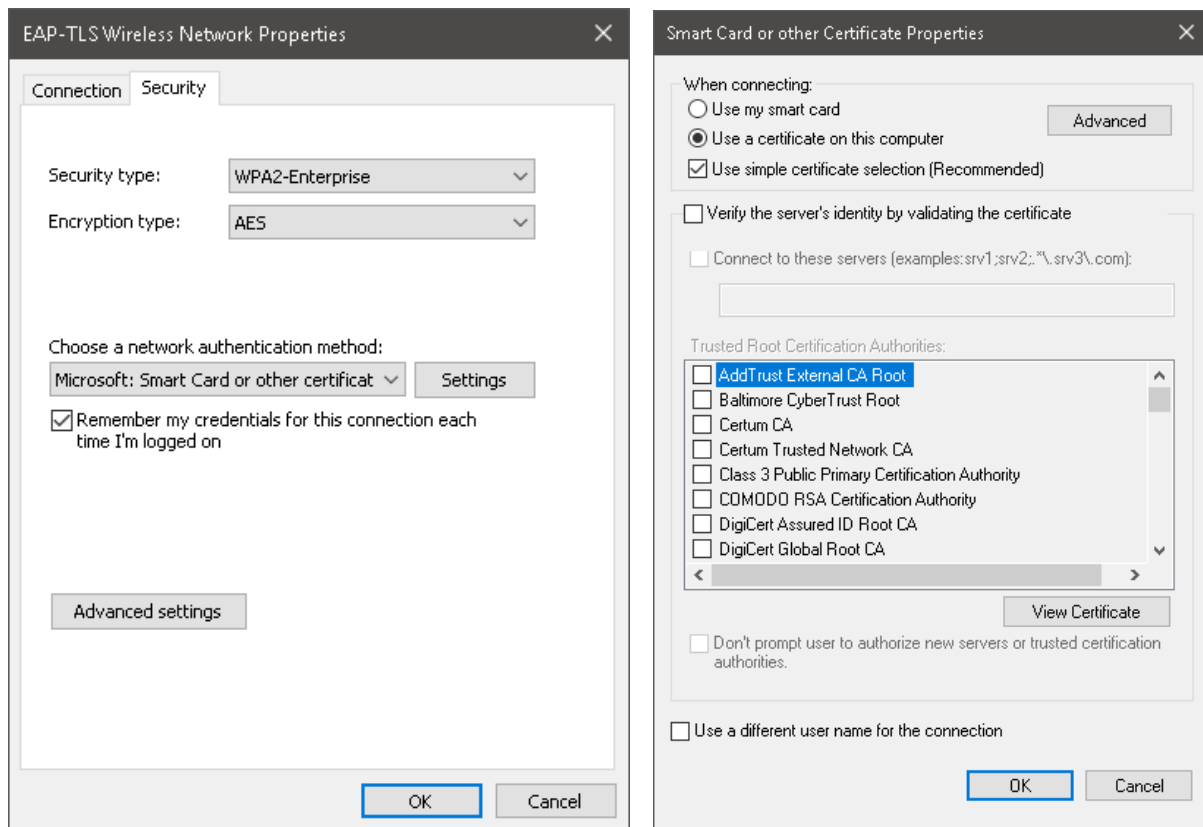 EAP-TLS Wireless Network Properties
Connection
Security
Security type:
WPA2-Enterprise
Encryption type:
AES
Choose a network authentication method:
Microsoft: Smart Card or other certificat
Settings
Remember my credentials for this connection each
time I'm logged on
Advanced settings
OK
Cancel
Smart Card or other Certificate Properties
When connecting:
Use my smart card
Advanced
Use a certificate on this computer
Use simple certificate selection (Recommended)
Verify the server's identity by validating the certificate
Connect to these servers (examples:srv1;srv2;.*\.srv3\.com):
Trusted Root Certification Authorities:
AddTrust External CA Root
Baltimore CyberTrust Root
Certum CA
Certum Trusted Network CA
Class 3 Public Primary Certification Authority
COMODO RSA Certification Authority
DigiCert Assured ID Root CA
DigiCert Global Root CA
View Certificate
Don't prompt user to authorize new servers or trusted certification
authorities.
Use a different user name for the connection
OK
Cancel